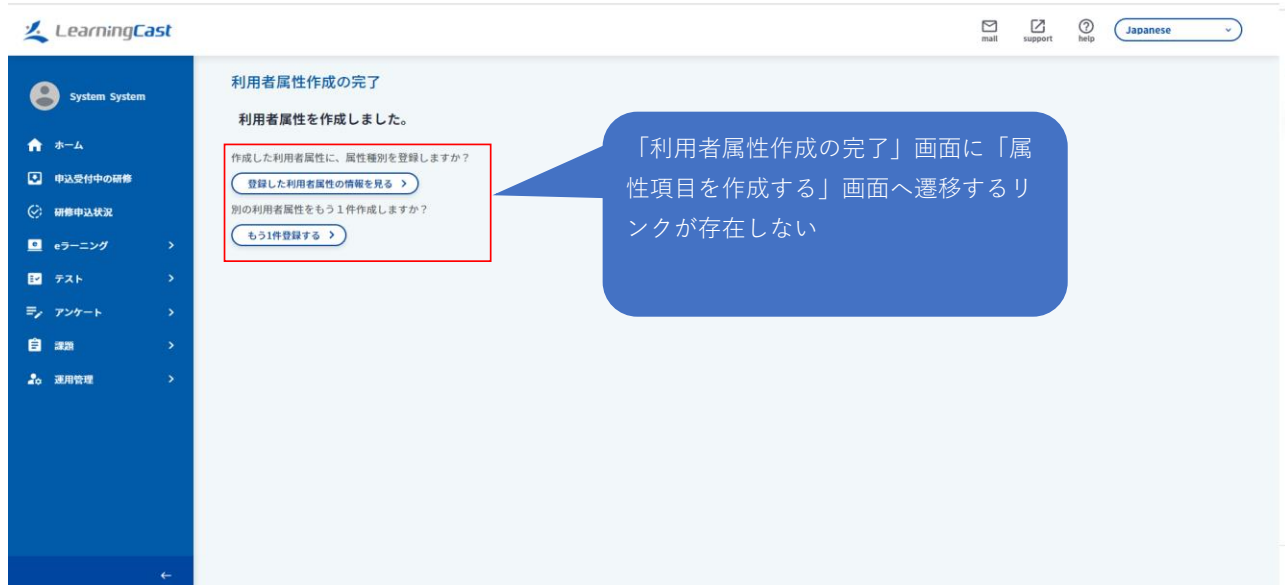 LearningCast
mail
support
help
Japanese
System System
ホーム
申込受付中の研修
研修申込状況
eラーニング
テスト
アンケート
課題
運用管理
利用者属性作成の完了
利用者属性を作成しました。
作成した利用者属性に、属性種別を登録しますか？
登録した利用者属性の情報を見る
別の利用者属性をもう１件作成しますか？
もう1件登録する
「利用者属性作成の完了」画面に「属
性項目を作成する」画面へ遷移するリ
ンクが存在しない